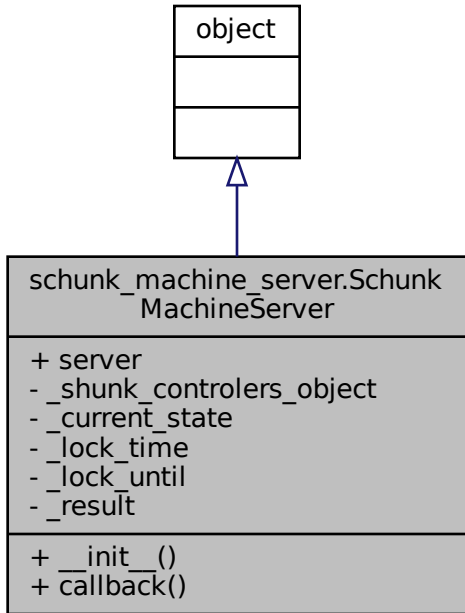 object
schunk_machine_server.Schunk
MachineServer
+ server
- _shunk_controlers_object
- _current_state
- _lock_time
- _lock_until
- _result
+ __init__()
+ callback()